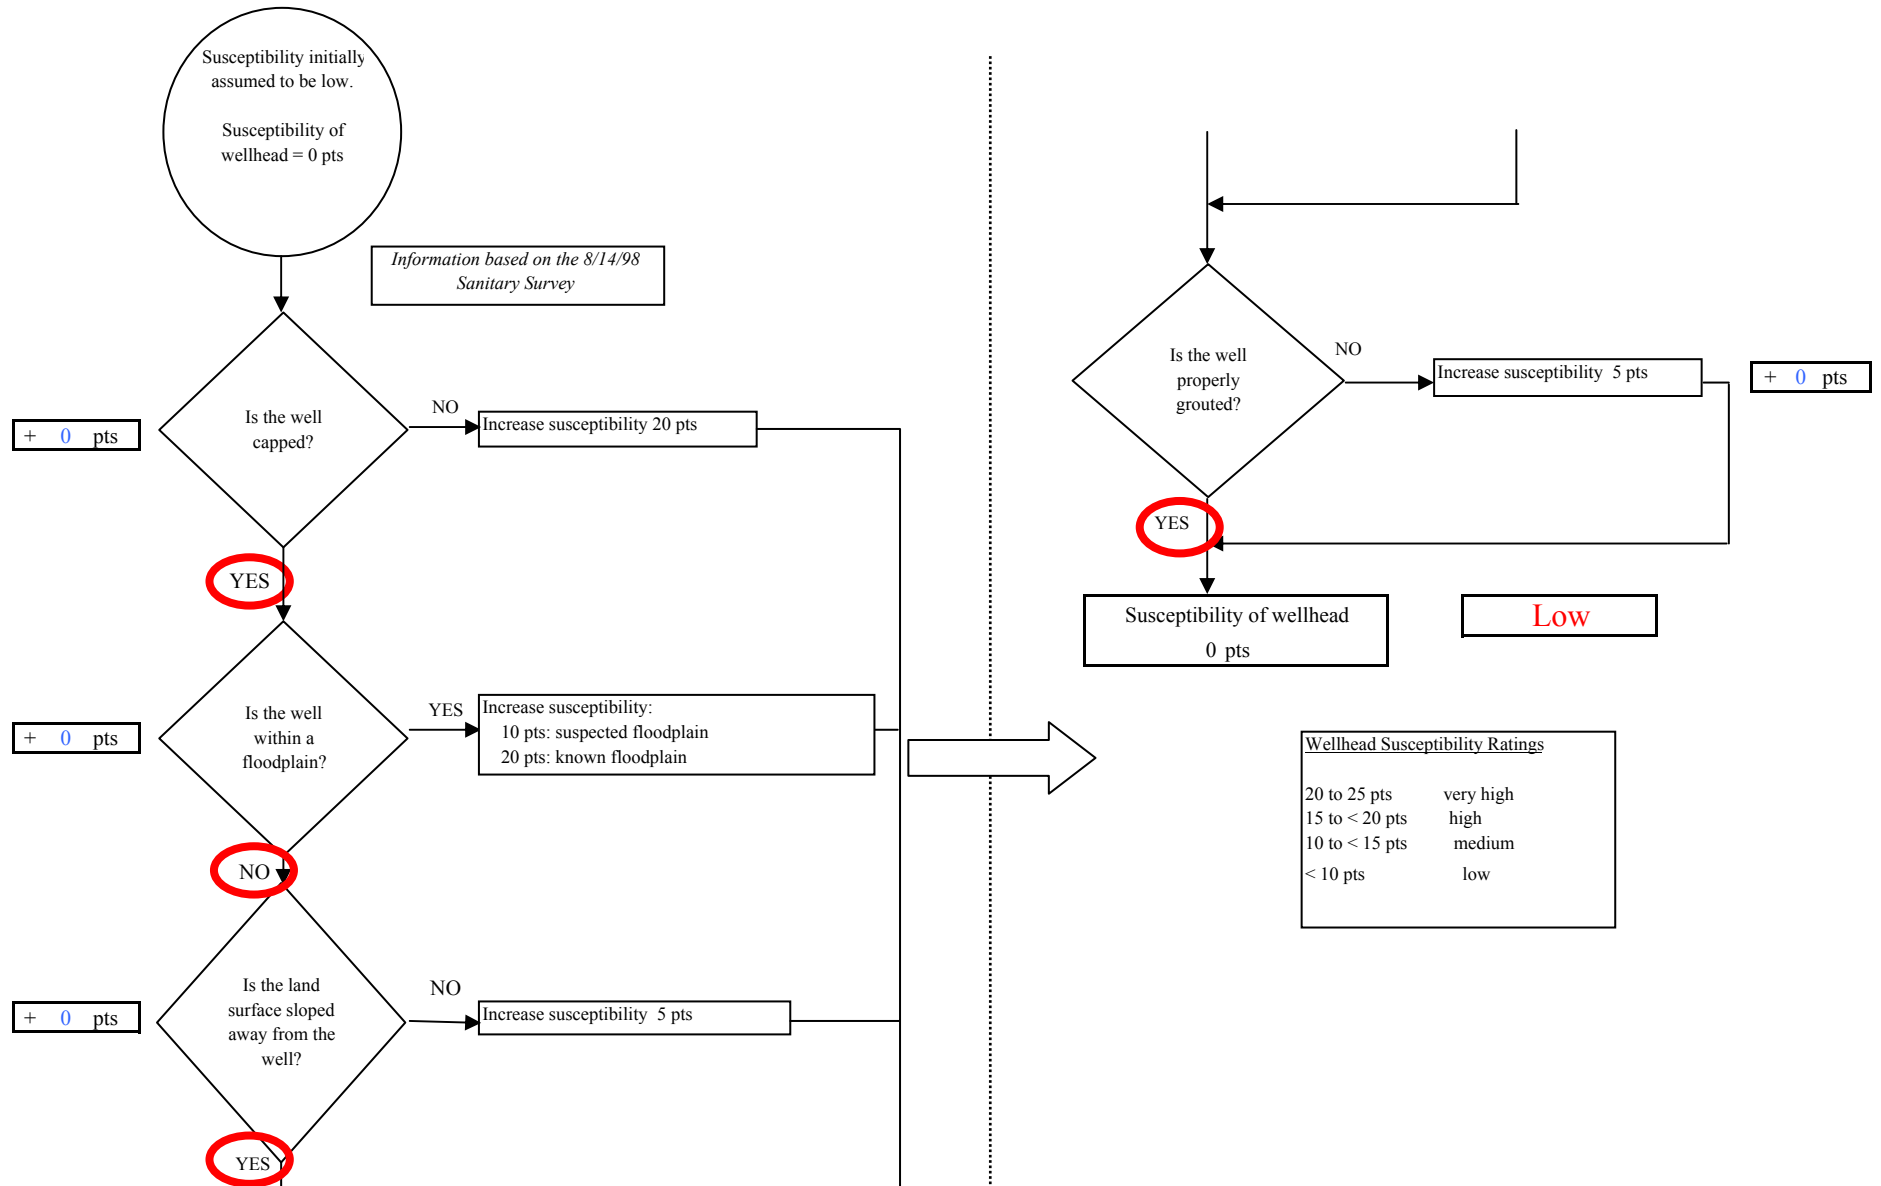 Susceptibility initially
assumed to be low.
Susceptibility of
wellhead = 0 pts
Information based on the 8/14/98
Sanitary Survey
+ 0 pts
Is the well
capped?
NO
Increase susceptibility 20 pts
YES
+ 0 pts
Is the well
within a
floodplain?
YES
Increase susceptibility:
10 pts: suspected floodplain
20 pts: known floodplain
NO
+ 0 pts
Is the land
surface sloped
away from the
well?
NO
Increase susceptibility 5 pts
YES
Is the well
properly
grouted?
NO
Increase susceptibility 5 pts
+ 0 pts
YES
Susceptibility of wellhead
0 pts
Low
Wellhead Susceptibility Ratings
20 to 25 pts very high
15 to < 20 pts high
10 to < 15 pts medium
< 10 pts low